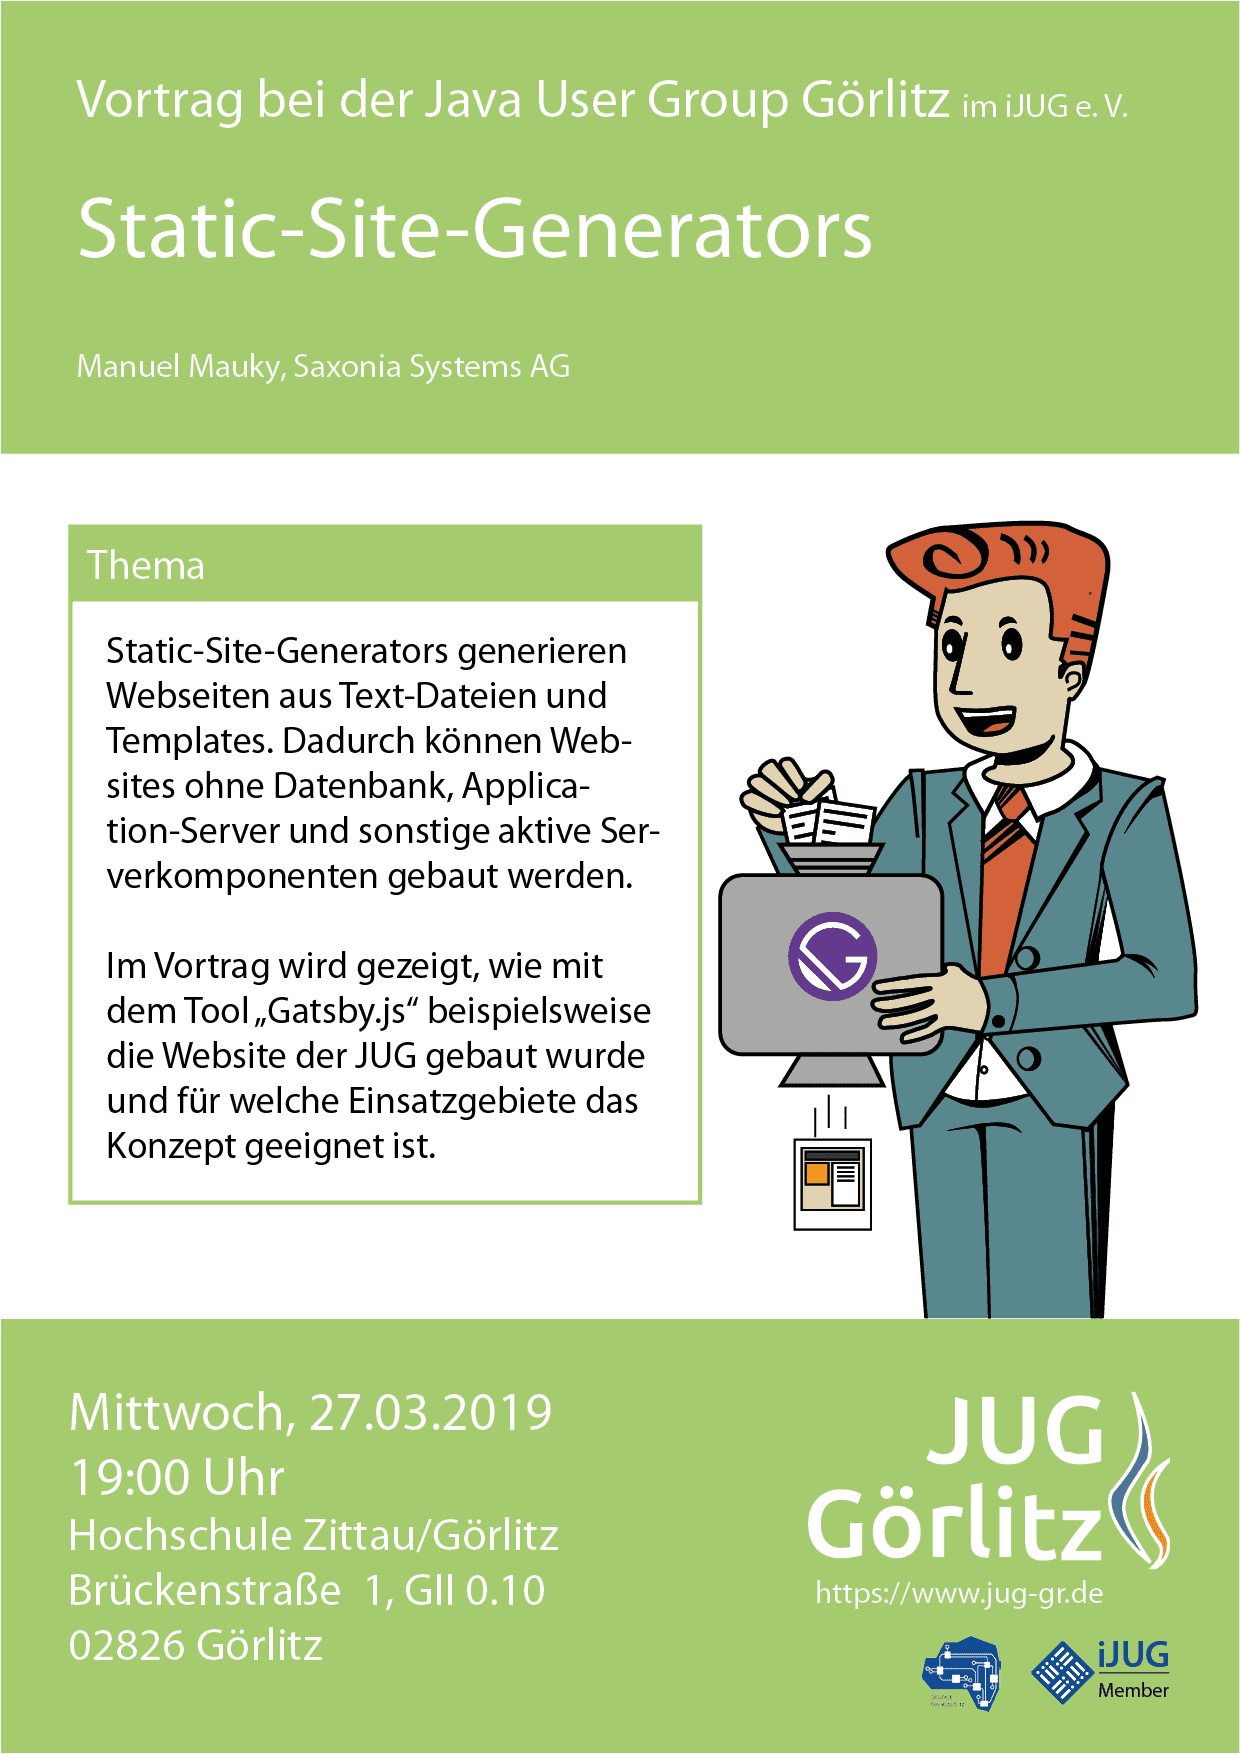 Vortrag bei der Java User Group Görlitz im iJUG e. V.
Static-Site-Generators
Manuel Mauky, Saxonia Systems AG
Thema
Static-Site-Generators generieren
Webseiten aus Text-Dateien und
Templates. Dadurch können Web-
sites ohne Datenbank, Applica-
tion-Server und sonstige aktive Ser-
verkomponenten gebaut werden.
Im Vortrag wird gezeigt, wie mit
dem Tool „Gatsby.js“ beispielsweise
die Website der JUG gebaut wurde
und für welche Einsatzgebiete das
Konzept geeignet ist.
Mittwoch, 27.03.2019
19:00 Uhr
Hochschule Zittau/Görlitz
Brückenstraße  1, GII 0.10
02826 Görlitz
JUG
Görlitz
https://www.jug-gr.de
iJUG
Member